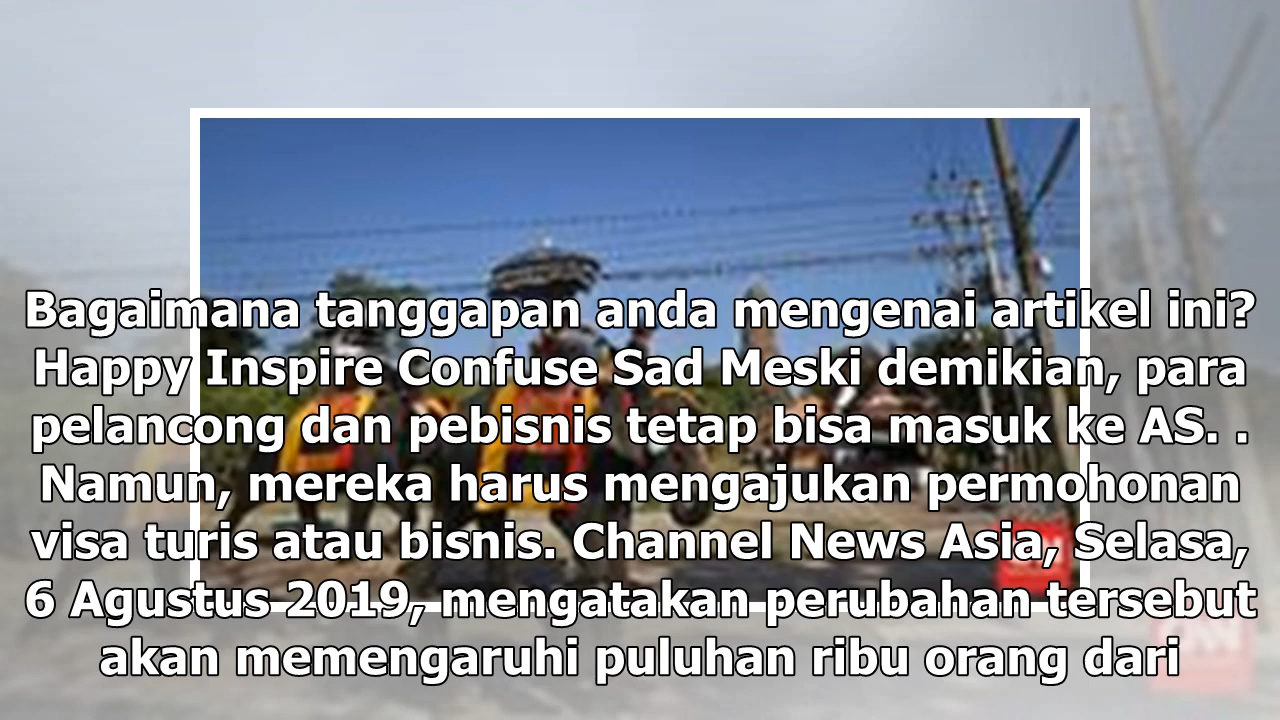 Bagaimana tanggapan anda mengenai artikel ini?
Happy Inspire Confuse Sad Meski demikian, para
pelancong dan pebisnis tetap bisa masuk ke AS. .
Namun, mereka harus mengajukan permohonan
visa turis atau bisnis. Channel News Asia, Selasa,
6 Agustus 2019, mengatakan perubahan tersebut
akan memengaruhi puluhan ribu orang dari